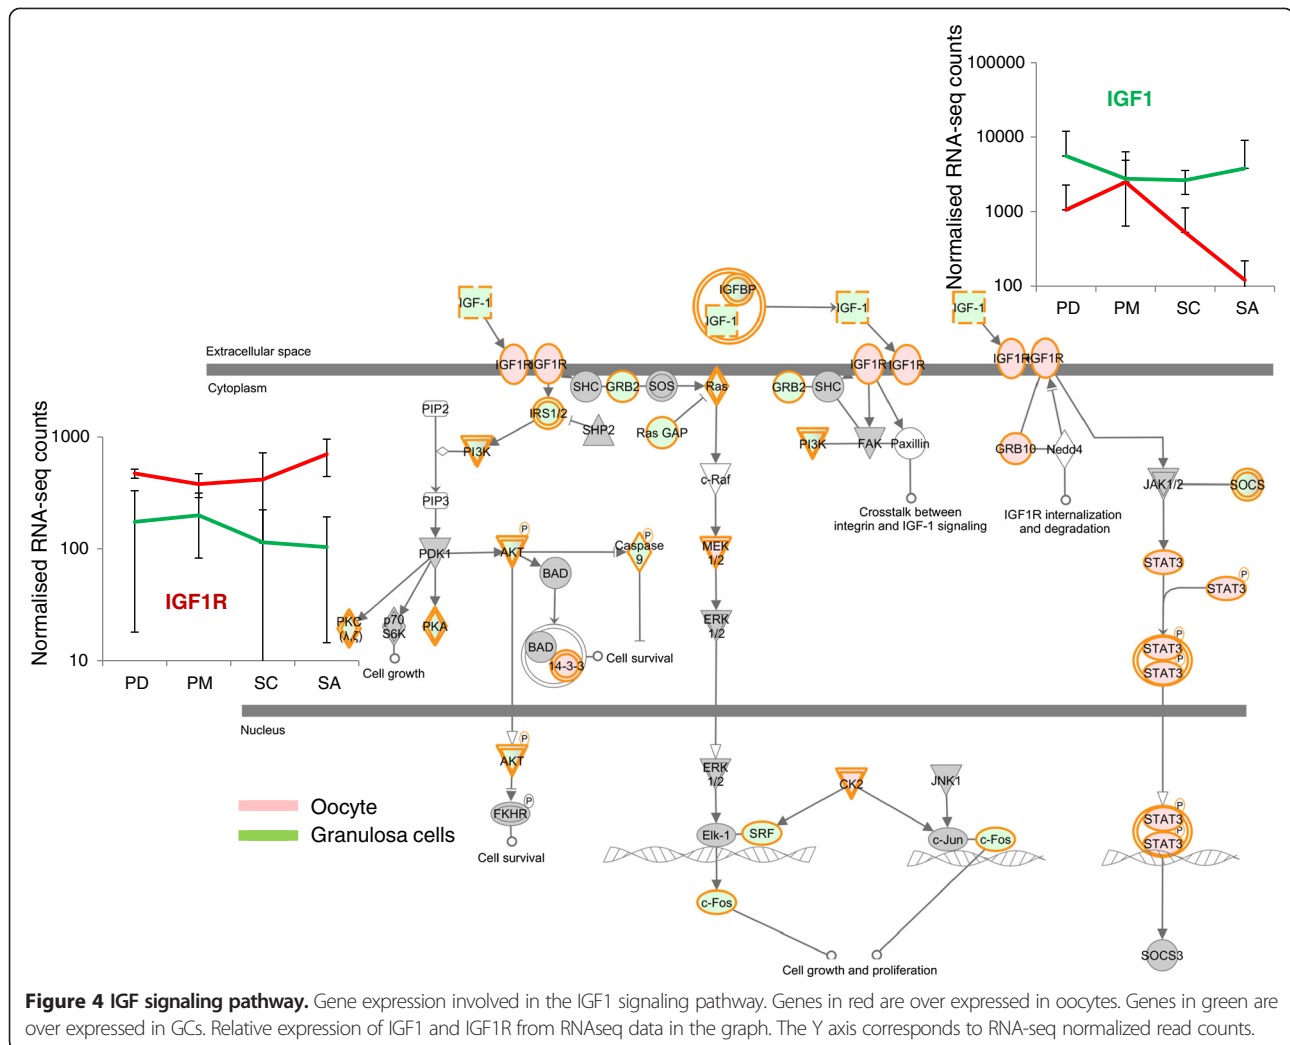 Normalised RNA-seq counts
100000
10000
1000
100
IGF1
PD PM SC SA
IGFBP
IGF-1
IGF-1
IGF-1
IGF-1
Extracellular space
IGF1R
IGF1R
IGF1R
IGF1R
IGF1R
IGF1R
Cytoplasm
SHC
GRB2
SOS
Ras
GRB2
SHC
PIP2
IRS1/2
SHP2
Ras GAP
PI3K
PI3K
FAK
Paxillin
GRB10
Nedd4
Normalised RNA-seq counts
1000
100
10
IGF1R
PD PM SC SA
c-Raf
JAK1/2
SOCS
PIP3
Crosstalk between
integrin and IGF-1 signaling
IGF1R internalization
and degradation
P
P
PDK1
AKT
Caspase
9
MEK
1/2
BAD
STAT3
P
STAT3
PKC
(λ,ζ)
p70
S6K
PKA
ERK
1/2
BAD
14-3-3
Cell survival
Cell growth
P
STAT3
P
STAT3
Nucleus
P
AKT
ERK
1/2
CK2
JNK1
P
FKHR
Cell survival
Oocyte
Granulosa cells
Elk-1
SRF
c-Jun
c-Fos
P
STAT3
P
STAT3
c-Fos
SOCS3
Cell growth and proliferation
Figure 4 IGF signaling pathway. Gene expression involved in the IGF1 signaling pathway. Genes in red are over expressed in oocytes. Genes in green are
over expressed in GCs. Relative expression of IGF1 and IGF1R from RNAseq data in the graph. The Y axis corresponds to RNA-seq normalized read counts.